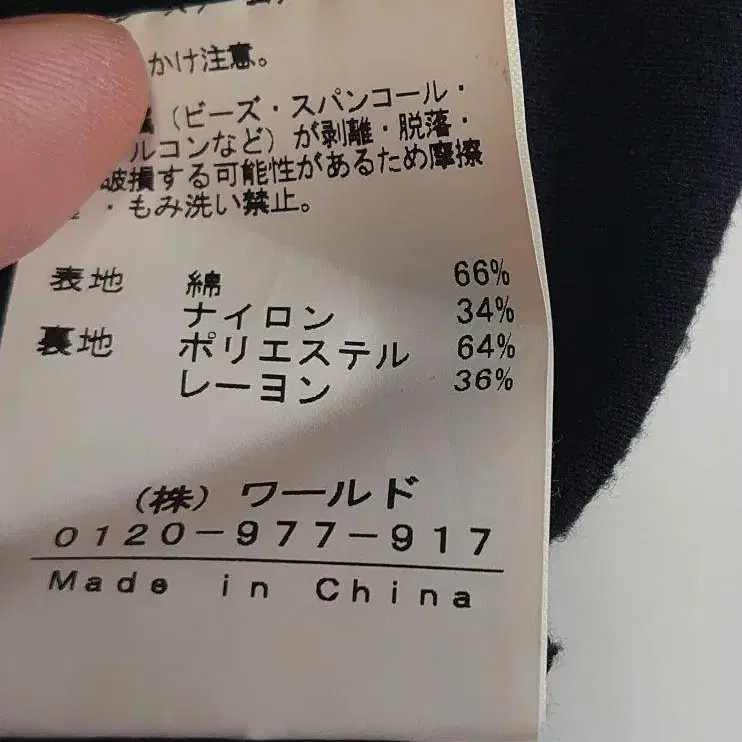 かけ注意。
（ビーズ・スパンコール・
ルコンなど）が剥離・脱落・
破損する可能性があるため摩擦
・もみ洗い禁止。
表地 綿 66%
ナイロン 34%
裏地 ポリエステル 64%
レーヨン 36%
（株）ワールド
0120-977-917
Made in China